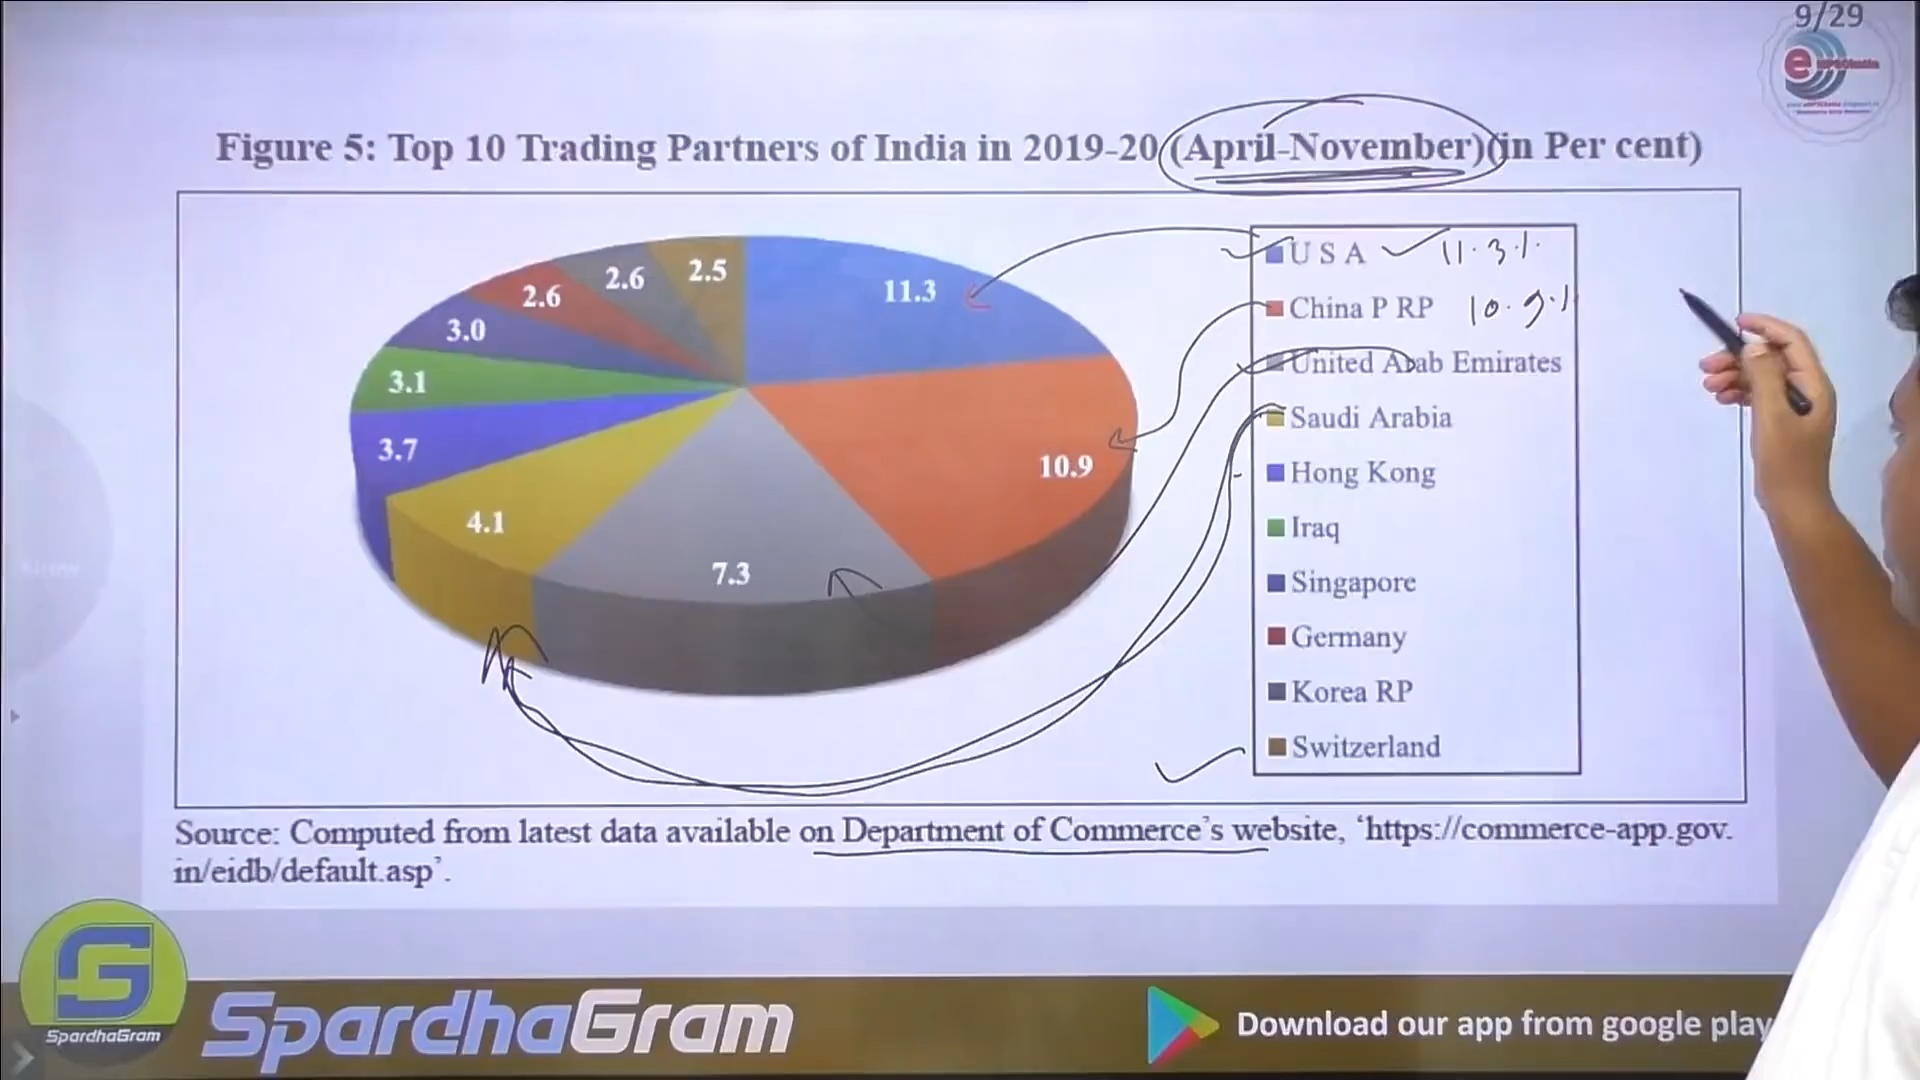 9/29
Figure 5: Top 10 Trading Partners of India in 2019-20 (April-November)(in Per cent)
11.3
10.9
7.3
4.1
3.7
3.1
3.0
2.6
2.6
2.5
U S A 11.3%
China P RP 10.9%
United Arab Emirates
Saudi Arabia
Hong Kong
Iraq
Singapore
Germany
Korea RP
Switzerland
Source: Computed from latest data available on Department of Commerce's website, ‘https://commerce-app.gov.
in/eidb/default.asp’.
SpardhaGram
SpardhaGram
Download our app from google play